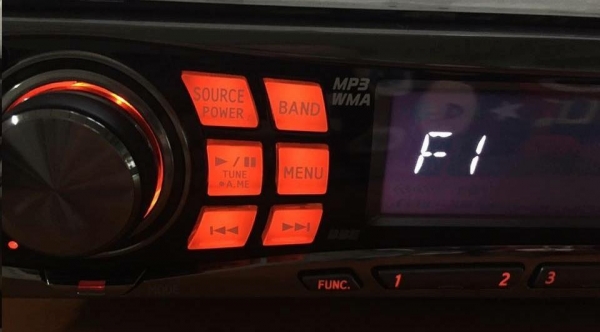 SOURCE
POWER
BAND
MP3
WMA
F1
▶/❚❚
TUNE
A.ME
MENU
FUNC.
1
2
3